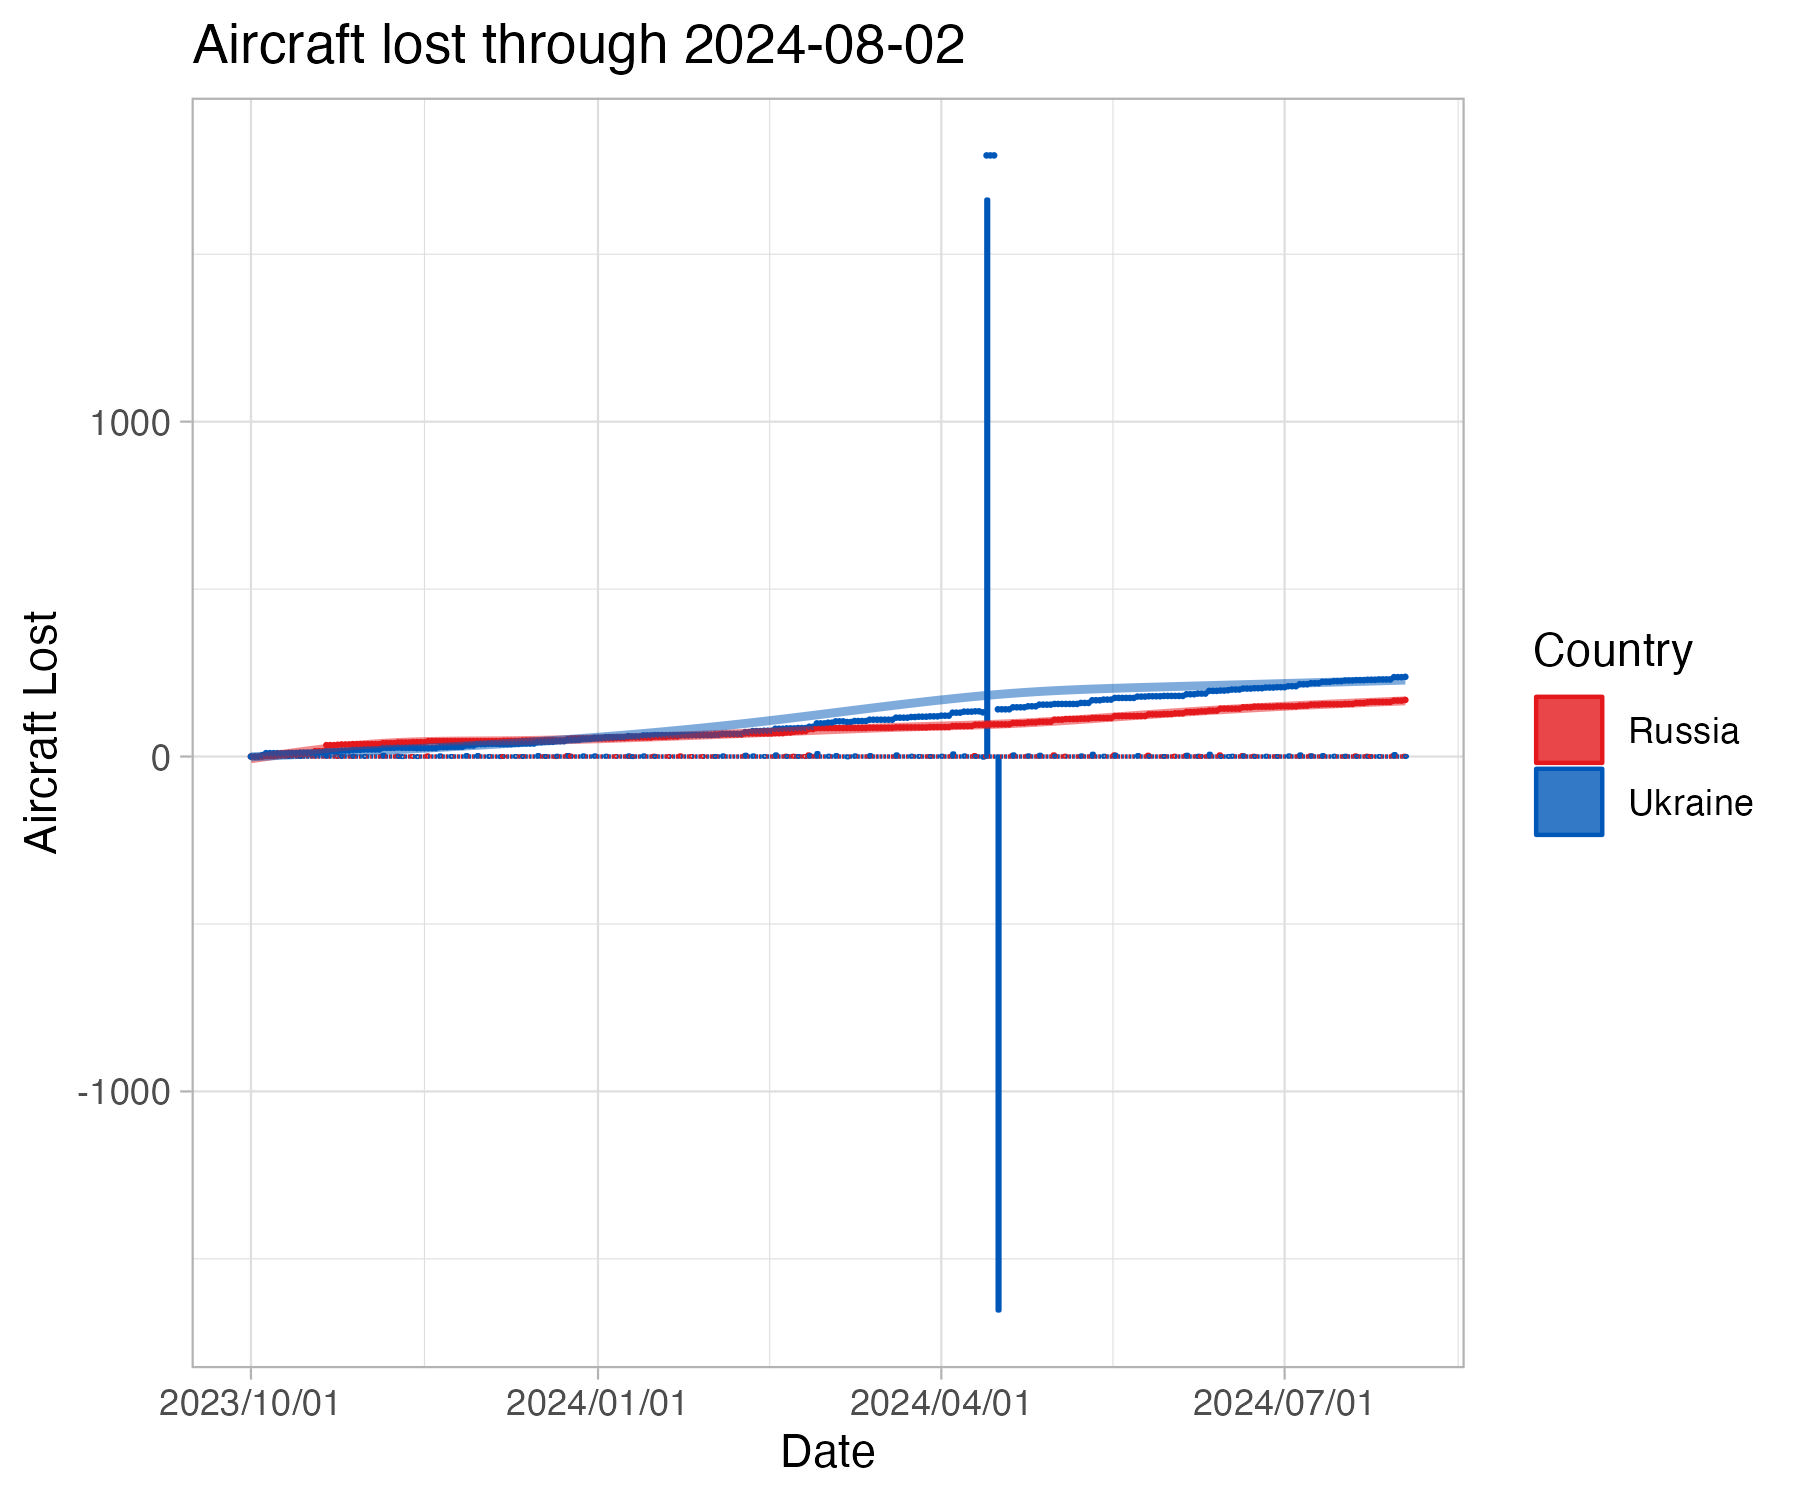 Aircraft lost through 2024-08-02
Aircraft Lost
1000
0
-1000
2023/10/01
2024/01/01
2024/04/01
2024/07/01
Date
Country
Russia
Ukraine